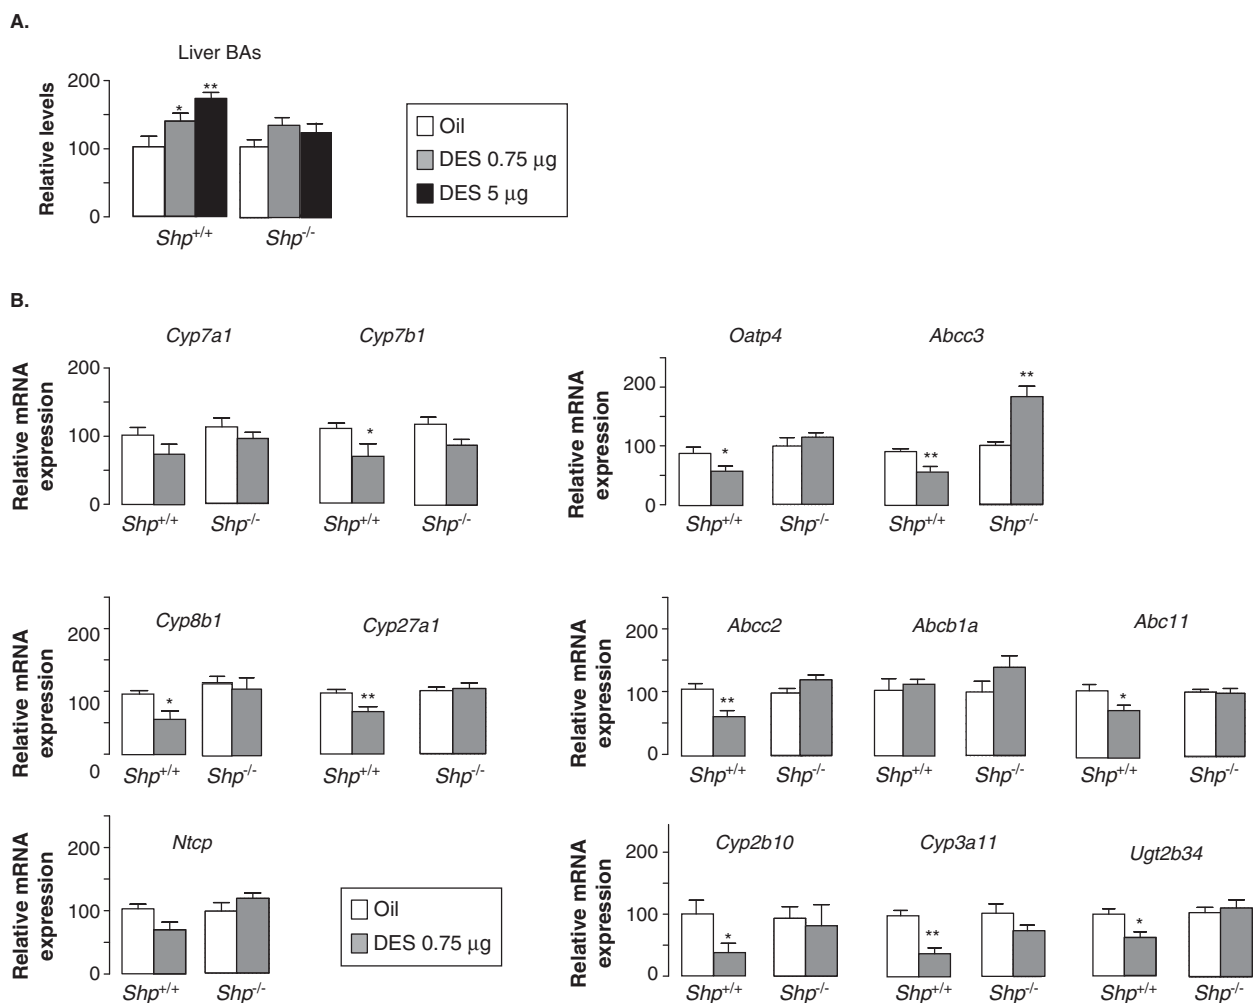 A.
Liver BAs
Relative levels
200
100
0
* **
Shp+/+ Shp-/-
Oil
DES 0.75 µg
DES 5 µg
B.
Cyp7a1 Cyp7b1
Relative mRNA
expression
200
100
0
*
Shp+/+ Shp-/- Shp+/+ Shp-/-
Oatp4 Abcc3
Relative mRNA
expression
200
100
0
* ** **
Shp+/+ Shp-/- Shp+/+ Shp-/-
Cyp8b1 Cyp27a1
Relative mRNA
expression
200
100
0
* **
Shp+/+ Shp-/- Shp+/+ Shp-/-
Abcc2 Abcb1a Abc11
Relative mRNA
expression
200
100
0
** *
Shp+/+ Shp-/- Shp+/+ Shp-/- Shp+/+ Shp-/-
Ntcp
Relative mRNA
expression
200
100
0
Shp+/+ Shp-/-
Oil
DES 0.75 µg
Cyp2b10 Cyp3a11 Ugt2b34
Relative mRNA
expression
200
100
0
* ** *
Shp+/+ Shp-/- Shp+/+ Shp-/- Shp+/+ Shp-/-